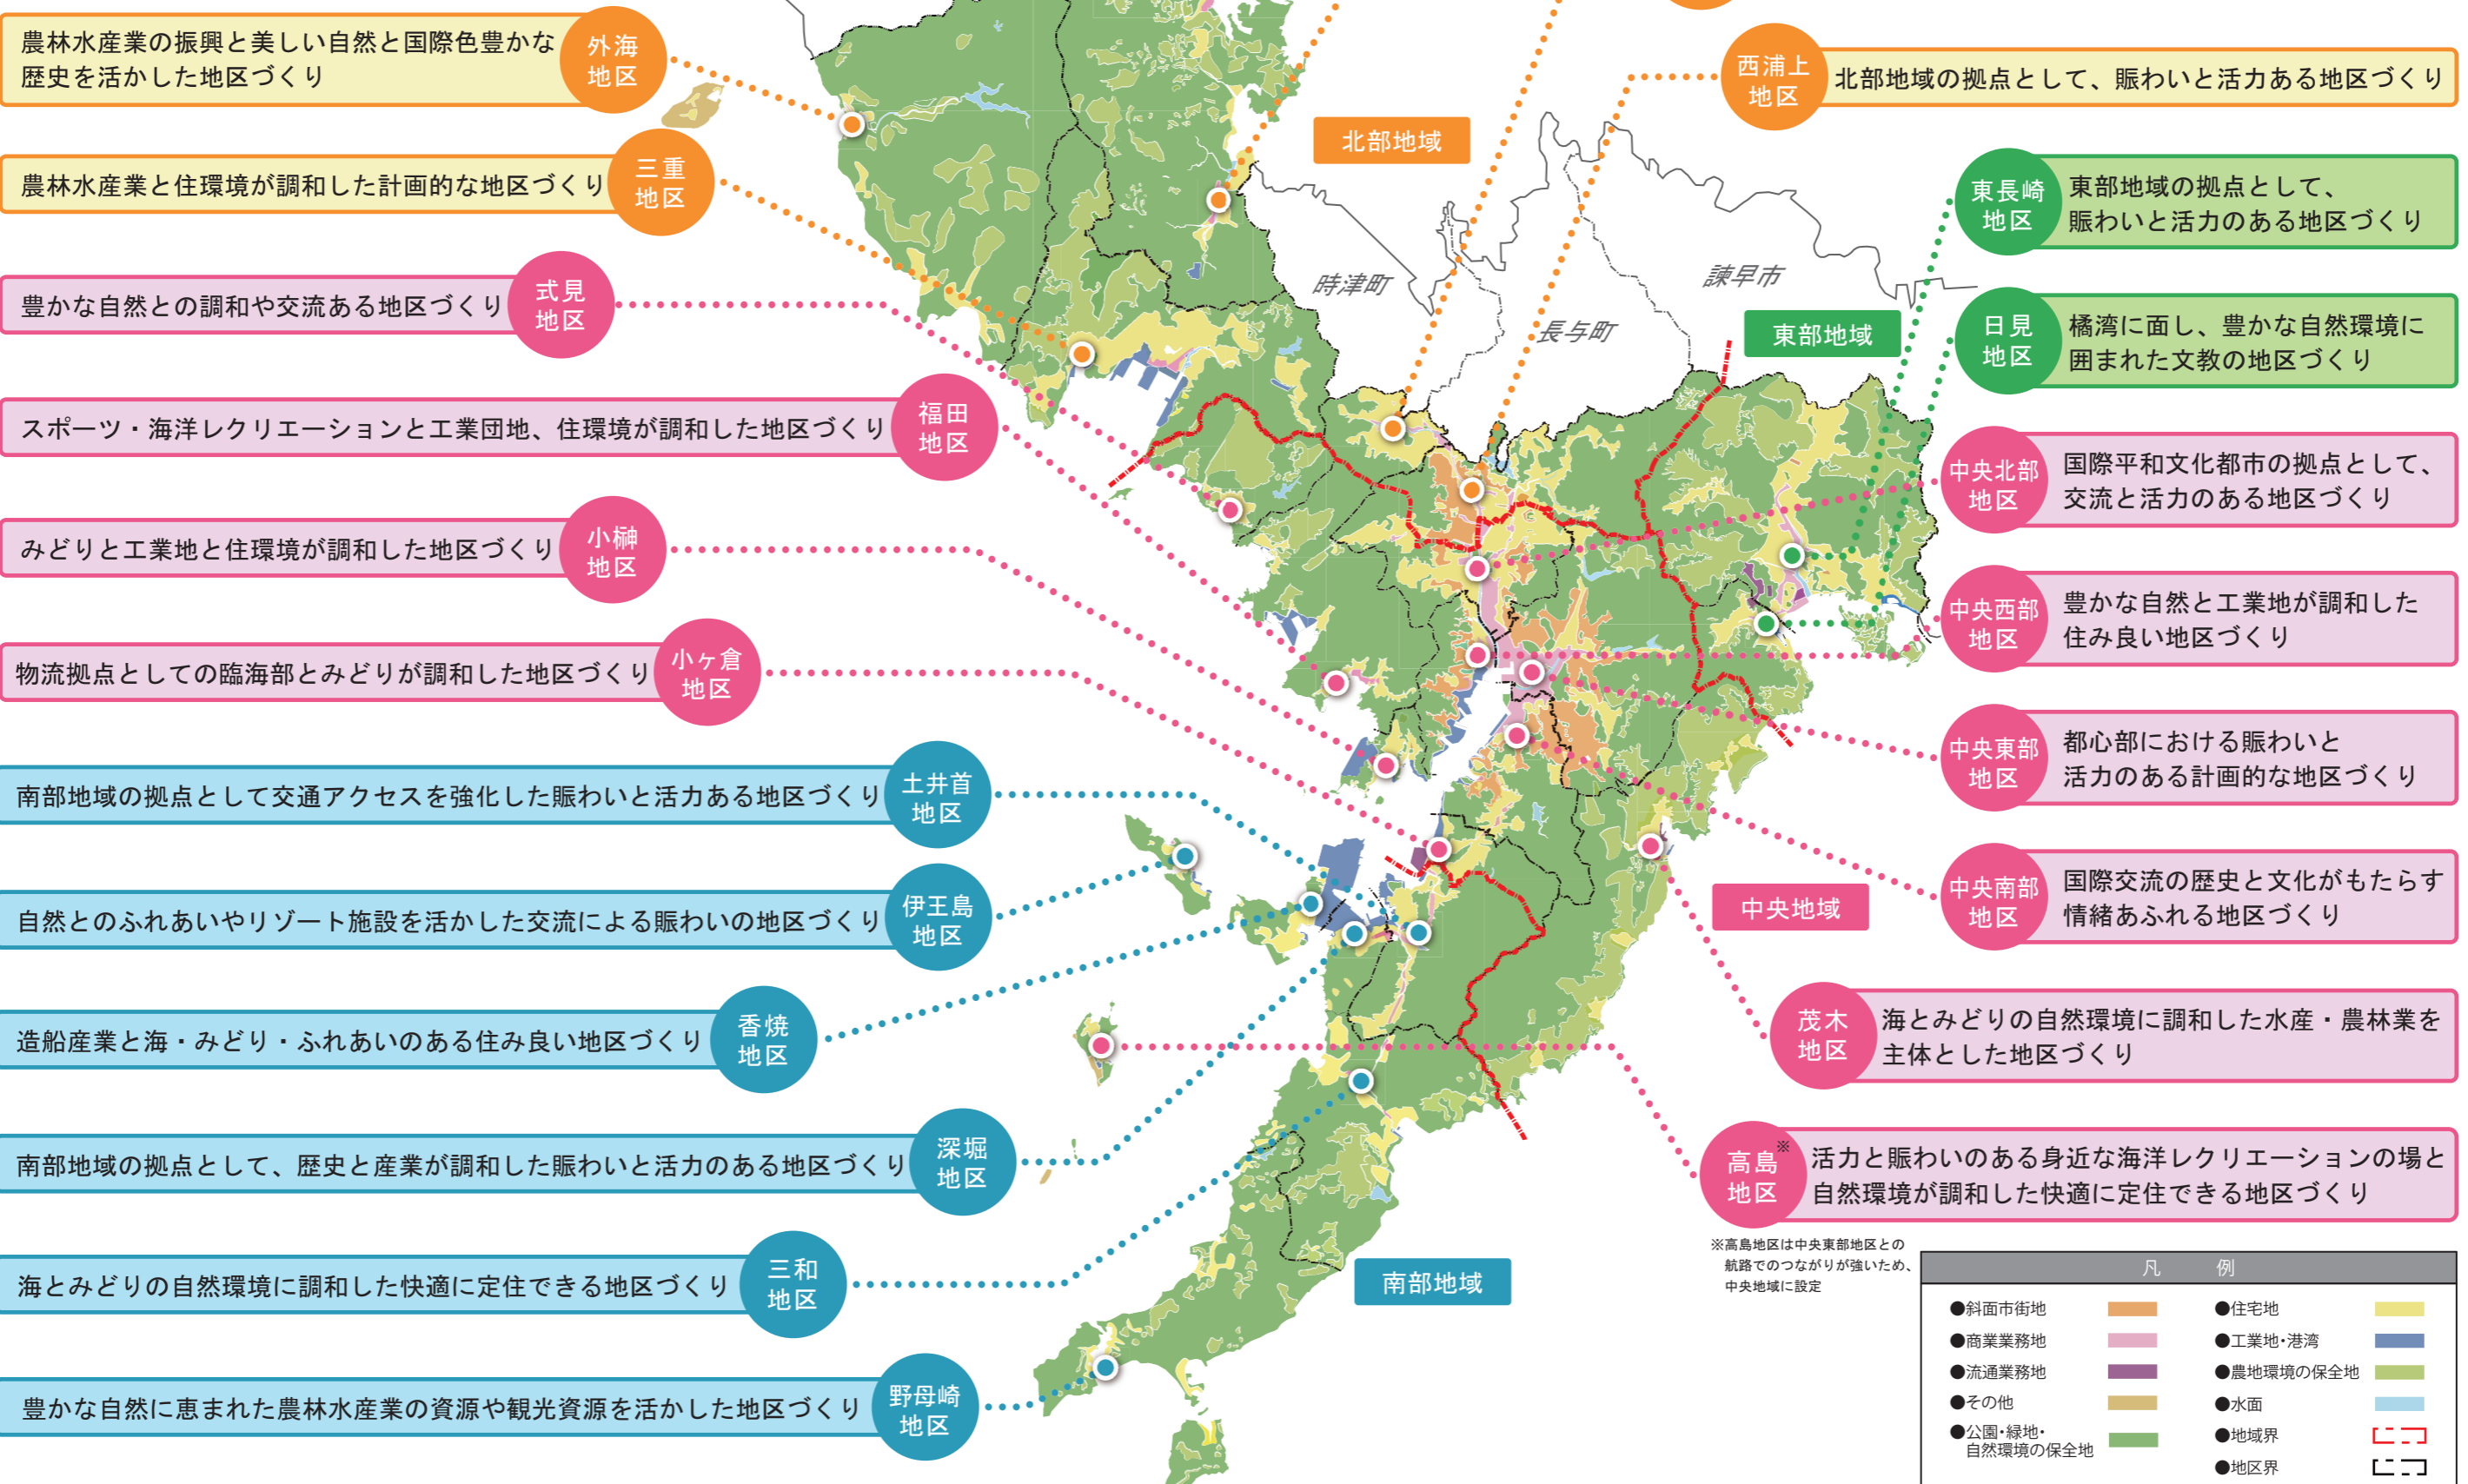 農林水産業の振興と美しい自然と国際色豊かな
歴史を活かした地区づくり
外海
地区
農林水産業と住環境が調和した計画的な地区づくり
三重
地区
豊かな自然との調和や交流ある地区づくり
式見
地区
スポーツ・海洋レクリエーションと工業団地、住環境が調和した地区づくり
福田
地区
みどりと工業地と住環境が調和した地区づくり
小榊
地区
物流拠点としての臨海部とみどりが調和した地区づくり
小ヶ倉
地区
南部地域の拠点として交通アクセスを強化した賑わいと活力ある地区づくり
土井首
地区
自然とのふれあいやリゾート施設を活かした交流による賑わいの地区づくり
伊王島
地区
造船産業と海・みどり・ふれあいのある住み良い地区づくり
香焼
地区
南部地域の拠点として、歴史と産業が調和した賑わいと活力のある地区づくり
深堀
地区
海とみどりの自然環境に調和した快適に定住できる地区づくり
三和
地区
豊かな自然に恵まれた農林水産業の資源や観光資源を活かした地区づくり
野母崎
地区
北部地域
時津町
長与町
諫早市
東部地域
中央地域
南部地域
西浦上
地区
北部地域の拠点として、賑わいと活力ある地区づくり
東長崎
地区
東部地域の拠点として、
賑わいと活力のある地区づくり
日見
地区
橘湾に面し、豊かな自然環境に
囲まれた文教の地区づくり
中央北部
地区
国際平和文化都市の拠点として、
交流と活力のある地区づくり
中央西部
地区
豊かな自然と工業地が調和した
住み良い地区づくり
中央東部
地区
都心部における賑わいと
活力のある計画的な地区づくり
中央南部
地区
国際交流の歴史と文化がもたらす
情緒あふれる地区づくり
茂木
地区
海とみどりの自然環境に調和した水産・農林業を
主体とした地区づくり
高島※
地区
活力と賑わいのある身近な海洋レクリエーションの場と
自然環境が調和した快適に定住できる地区づくり
※高島地区は中央東部地区との
航路でのつながりが強いため、
中央地域に設定
凡 例
●斜面市街地
●商業業務地
●流通業務地
●その他
●公園・緑地・
自然環境の保全地
●住宅地
●工業地・港湾
●農地環境の保全地
●水面
●地域界
●地区界